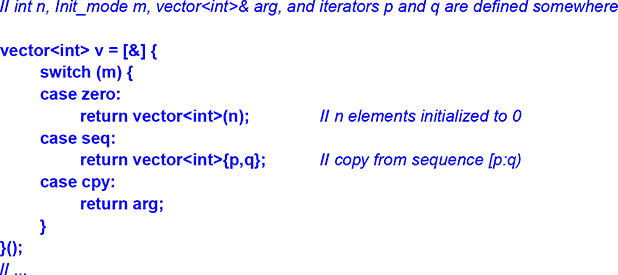 // int n, Init_mode m, vector<int>& arg, and iterators p and q are defined somewhere
vector<int> v = [&] {
switch (m) {
case zero:
return vector<int>(n); // n elements initialized to 0
case seq:
return vector<int>{p,q}; // copy from sequence [p:q)
case cpy:
return arg;
}
}();
// ...